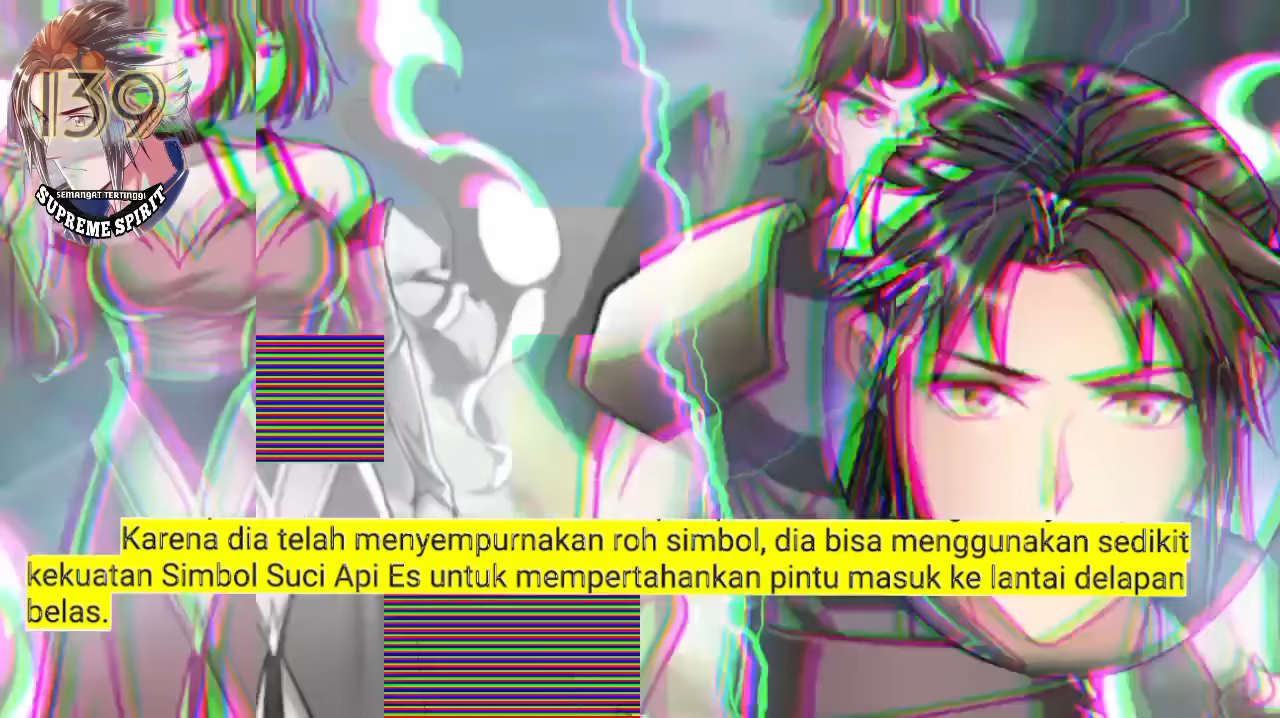 139
SEMANGAT TERTINGGI
SUPREME SPIRIT
Karena dia telah menyempurnakan roh simbol, dia bisa menggunakan sedikit
kekuatan Simbol Suci Api Es untuk mempertahankan pintu masuk ke lantai delapan
belas.